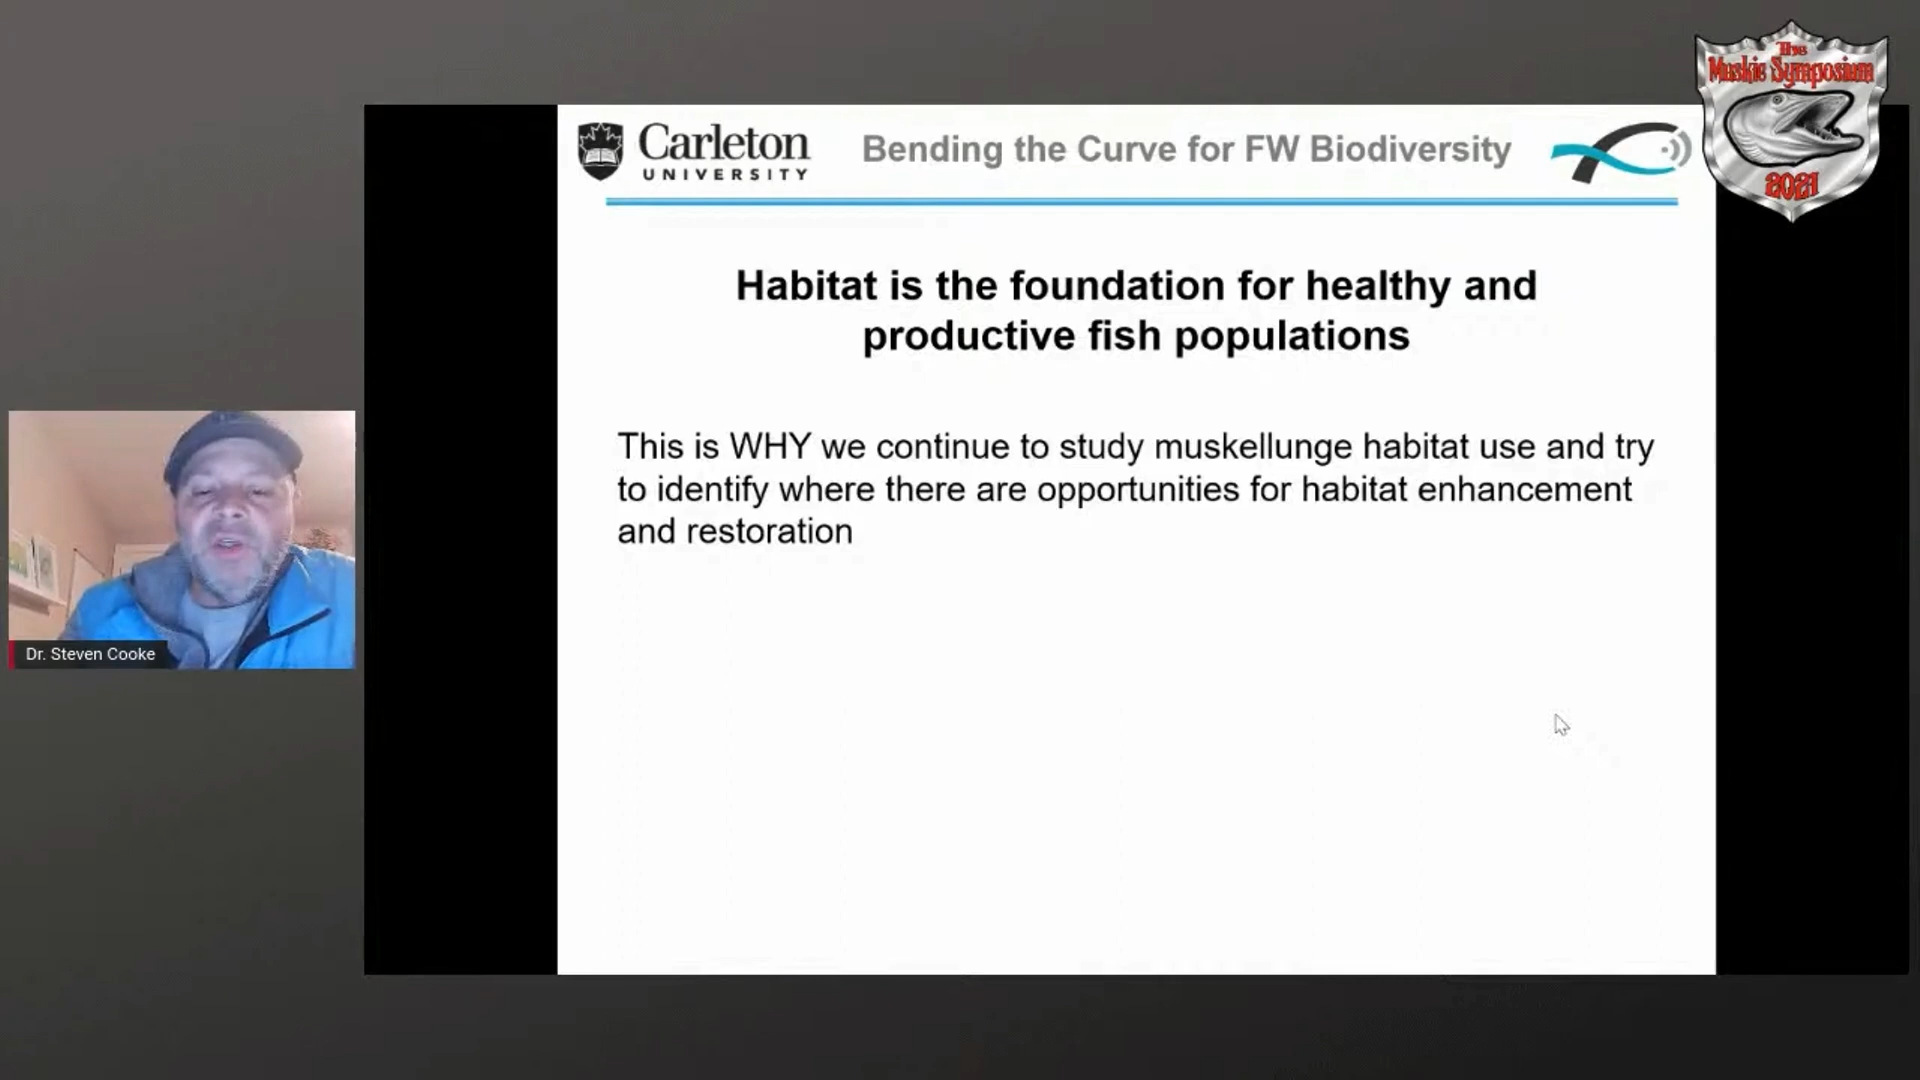 The
Muskie Symposium
2021
Carleton
UNIVERSITY
Bending the Curve for FW Biodiversity
Habitat is the foundation for healthy and
productive fish populations
This is WHY we continue to study muskellunge habitat use and try
to identify where there are opportunities for habitat enhancement
and restoration
Dr. Steven Cooke